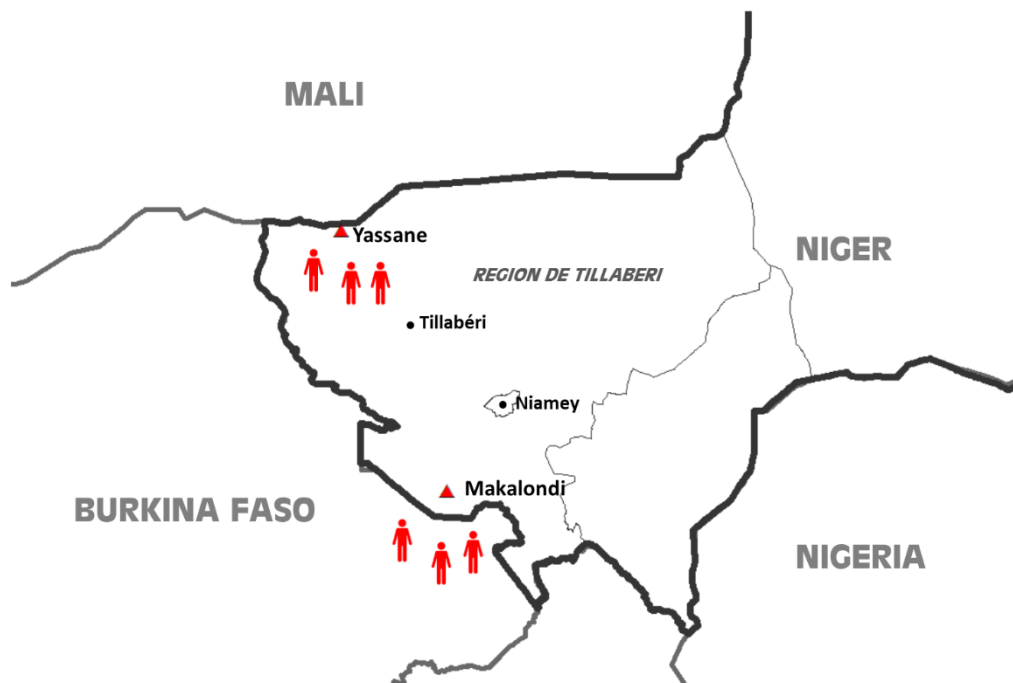 MALI
Yassane
NIGER
REGION DE TILLABERI
Tillabéri
Niamey
Makalondi
BURKINA FASO
NIGERIA